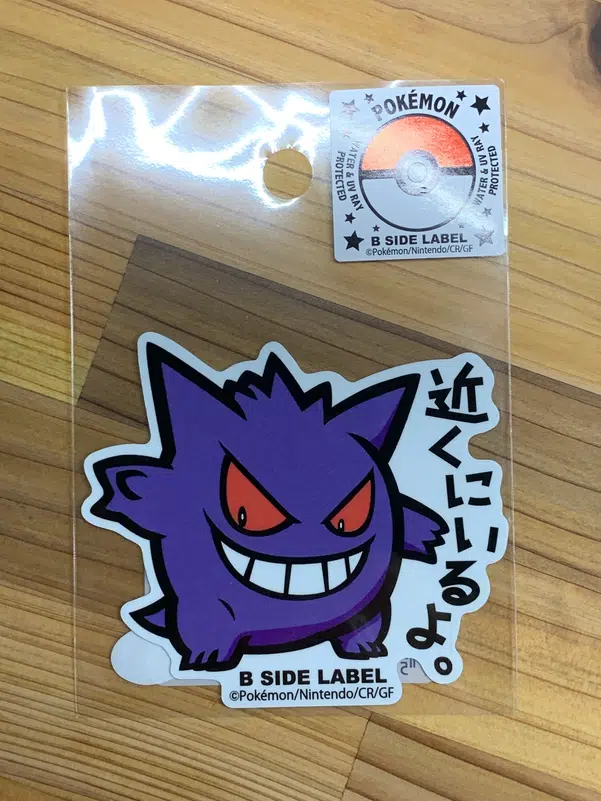 POKÉMON
WATER & UV RAY PROTECTED
WATER & UV RAY PROTECTED
B SIDE LABEL
©Pokémon/Nintendo/CR/GF
近くにいるよ。
B SIDE LABEL
©Pokémon/Nintendo/CR/GF